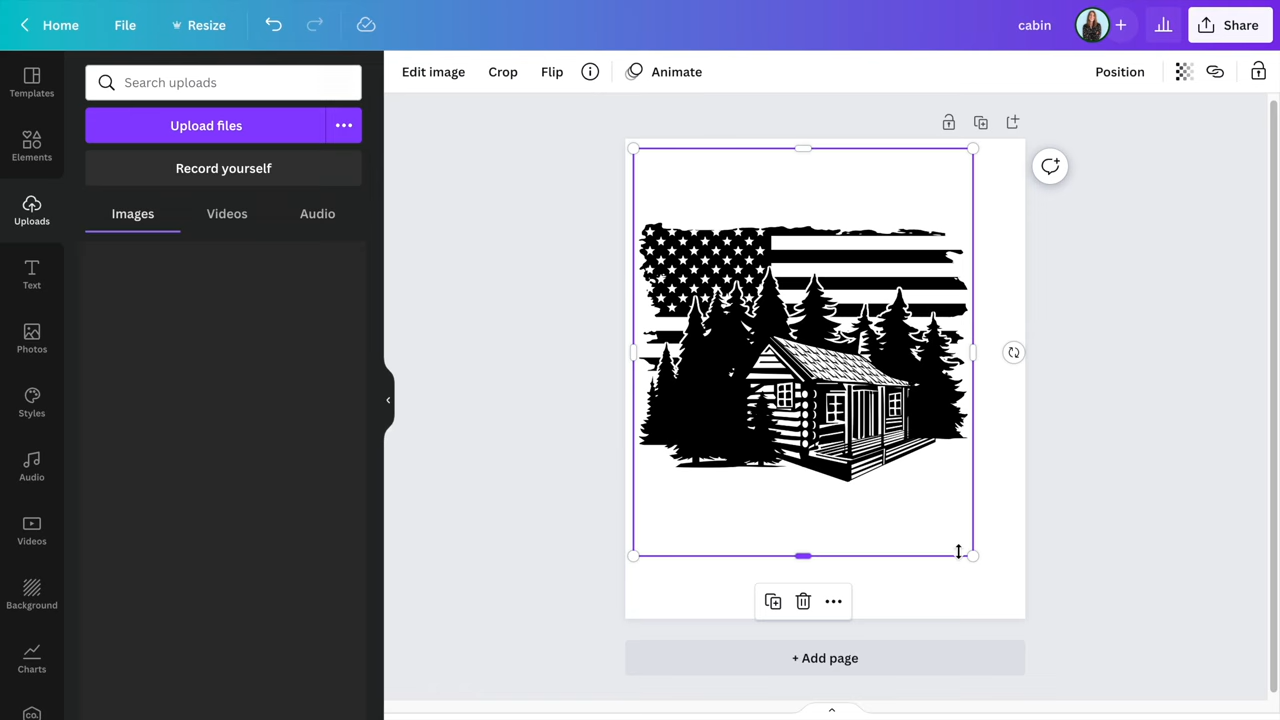 Home
File
Resize
cabin
Share
Templates
Elements
Uploads
Text
Photos
Styles
Audio
Videos
Background
Charts
CO.
Search uploads
Upload files
Record yourself
Images
Videos
Audio
Edit image
Crop
Flip
Animate
Position
+ Add page